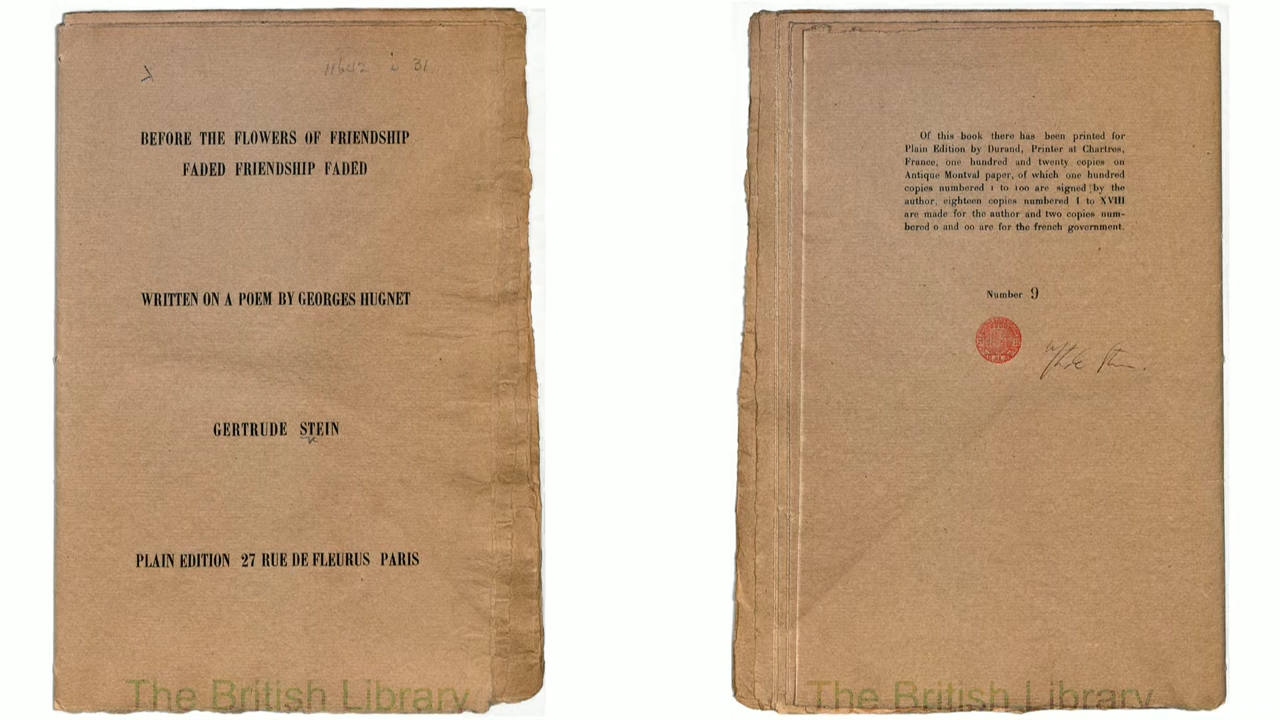 BEFORE THE FLOWERS OF FRIENDSHIP
FADED FRIENDSHIP FADED
WRITTEN ON A POEM BY GEORGES HUGNET
GERTRUDE STEIN
PLAIN EDITION 27 RUE DE FLEURUS PARIS
The British Library
Of this book there has been printed for
Plain Edition by Durand, Printer at Chartres,
France, one hundred and twenty copies on
Antique Montval paper, of which one hundred
copies numbered 1 to 100 are signed by the
author, eighteen copies numbered I to XVIII
are made for the author and two copies num-
bered 0 and 00 are for the french government.
Number 9
The British Library